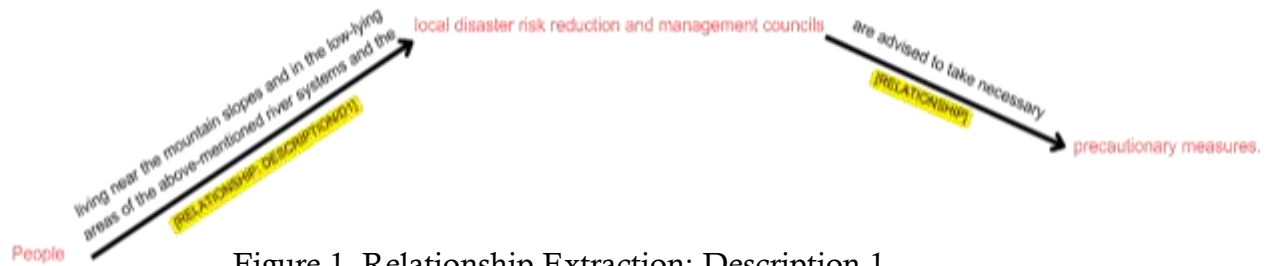 People
living near the mountain slopes and in the low-lying
areas of the above-mentioned river systems and the
[RELATIONSHIP: DESCRIPTION/D1]
local disaster risk reduction and management councils
are advised to take necessary
[RELATIONSHIP]
precautionary measures.
Figure 1. Relationship Extraction: Description 1